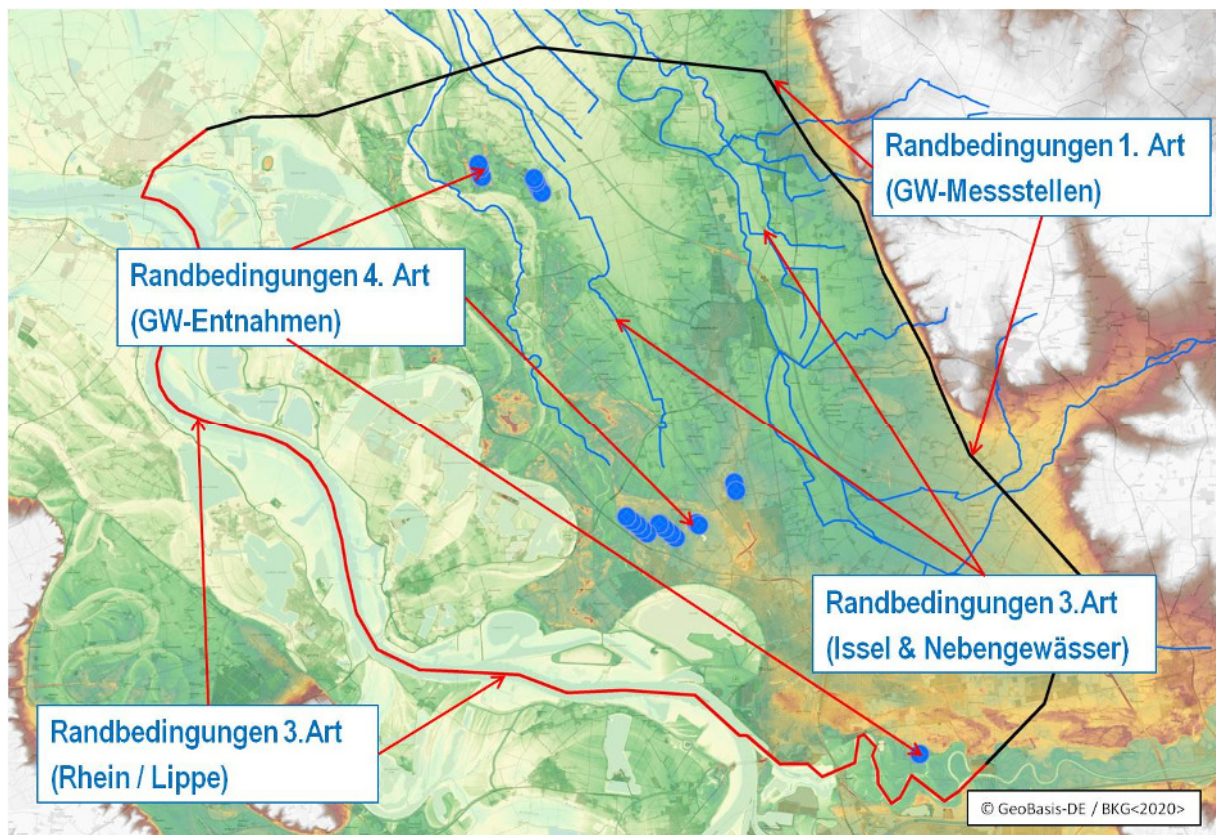 Randbedingungen 1. Art
(GW-Messstellen)
Randbedingungen 4. Art
(GW-Entnahmen)
Randbedingungen 3.Art
(Issel & Nebengewässer)
Randbedingungen 3.Art
(Rhein / Lippe)
© GeoBasis-DE / BKG<2020>